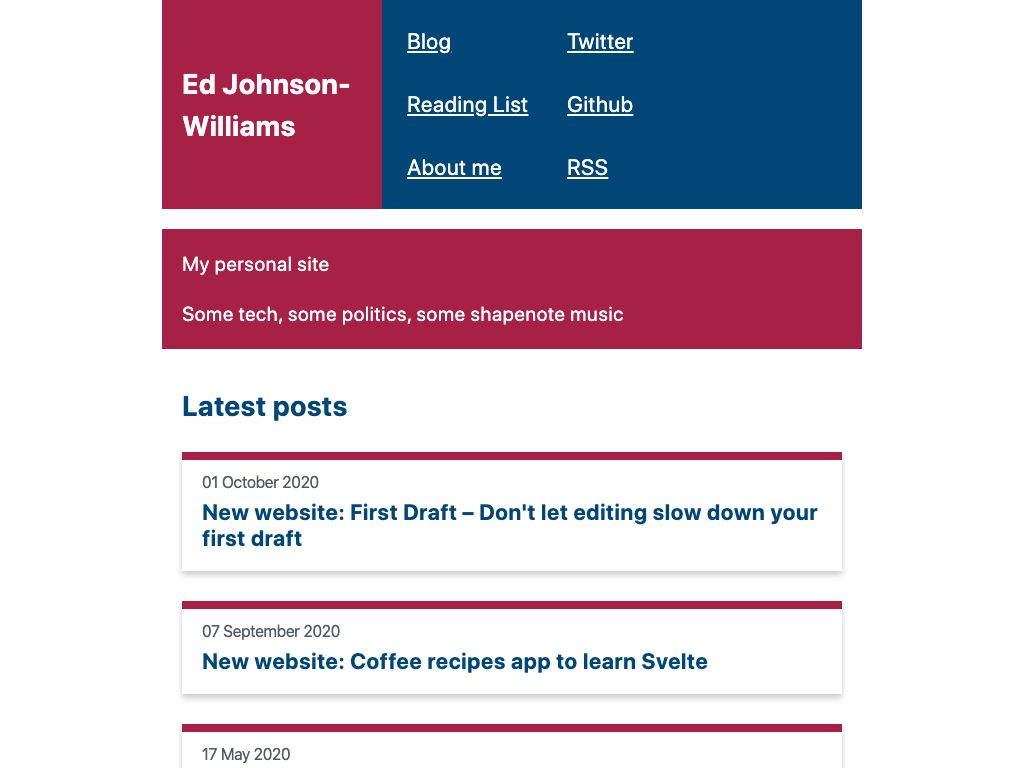 Ed Johnson-
Williams
Blog
Reading List
About me
Twitter
Github
RSS
My personal site
Some tech, some politics, some shapenote music
Latest posts
01 October 2020
New website: First Draft – Don't let editing slow down your
first draft
07 September 2020
New website: Coffee recipes app to learn Svelte
17 May 2020